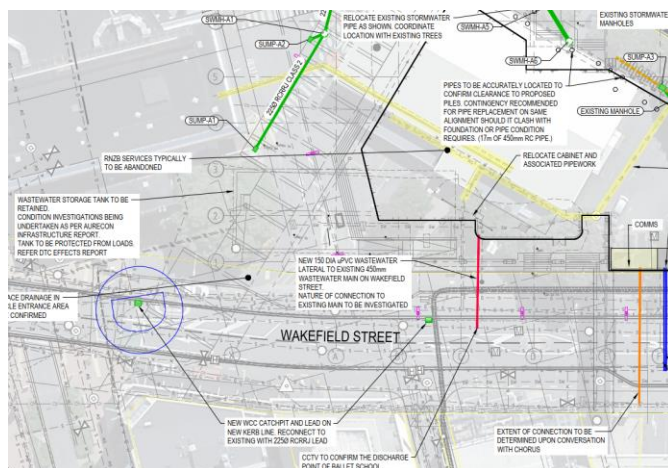 SWMH-A1
SUMP-A2
225Ø RCRRJ CLASS 2
SUMP-A1
RELOCATE EXISTING STORMWATER
PIPE AS SHOWN. COORDINATE
LOCATION WITH EXISTING TREES
SWMH-A5
SWMH-A6
EXISTING STORMWATE
MANHOLES
SUMP-A3
PIPES TO BE ACCURATELY LOCATED TO
CONFIRM CLEARANCE TO PROPOSED
PILES. CONTINGENCY RECOMMENDED
FOR PIPE REPLACEMENT ON SAME
ALIGNMENT SHOULD IT CLASH WITH
FOUNDATION OR PIPE CONDITION
REQUIRES. (17m OF 450mm RC PIPE.)
EXISTING MANHOLE
RNZB SERVICES TYPICALLY
TO BE ABANDONED
RELOCATE CABINET AND
ASSOCIATED PIPEWORK
WASTEWATER STORAGE TANK TO BE
RETAINED.
CONDITION INVESTIGATIONS BEING
UNDERTAKEN AS PER AURECON
INFRASTRUCTURE REPORT
TANK TO BE PROTECTED FROM LOADS.
REFER DTC EFFECTS REPORT
3
2
1
COMMS
NEW 150 DIA uPVC WASTEWATER
LATERAL TO EXISTING 450mm
WASTEWATER MAIN ON WAKEFIELD
STREET.
NATURE OF CONNECTION TO
EXISTING MAIN TO BE INVESTIGATED
ACE DRAINAGE IN
LE ENTRANCE AREA
CONFIRMED
WAKEFIELD STREET
NEW WCC CATCHPIT AND LEAD ON
NEW KERB LINE. RECONNECT TO
EXISTING WITH 225Ø RCRRJ LEAD
EXTENT OF CONNECTION TO BE
DETERMINED UPON CONVERSATION
WITH CHORUS
CCTV TO CONFIRM THE DISCHARGE
POINT OF BALLET SCHOOL